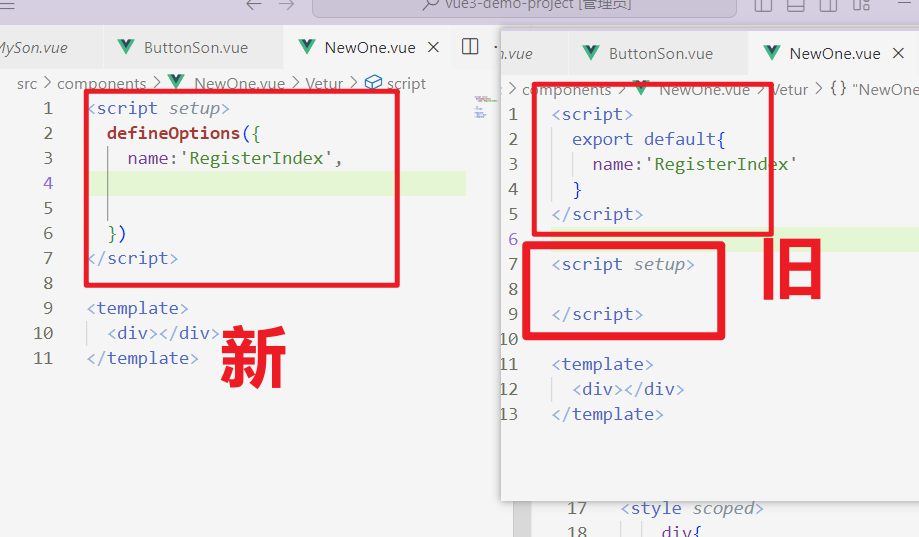 vue3-demo-project [管理员]
MySon.vue
ButtonSon.vue
NewOne.vue
src > components > NewOne.vue > Vetur > script
1 <script setup>
2 defineOptions({
3 name:'RegisterIndex',
4
5
6 })
7 </script>
8
9 <template>
10 <div></div>
11 </template>
新
n.vue
ButtonSon.vue
NewOne.vue
components > NewOne.vue > Vetur > {} "NewOne
1 <script>
2 export default{
3 name:'RegisterIndex'
4 }
5 </script>
6
7 <script setup>
8
9 </script>
10
11 <template>
12 <div></div>
13 </template>
旧
17 <style scoped>
18 div{